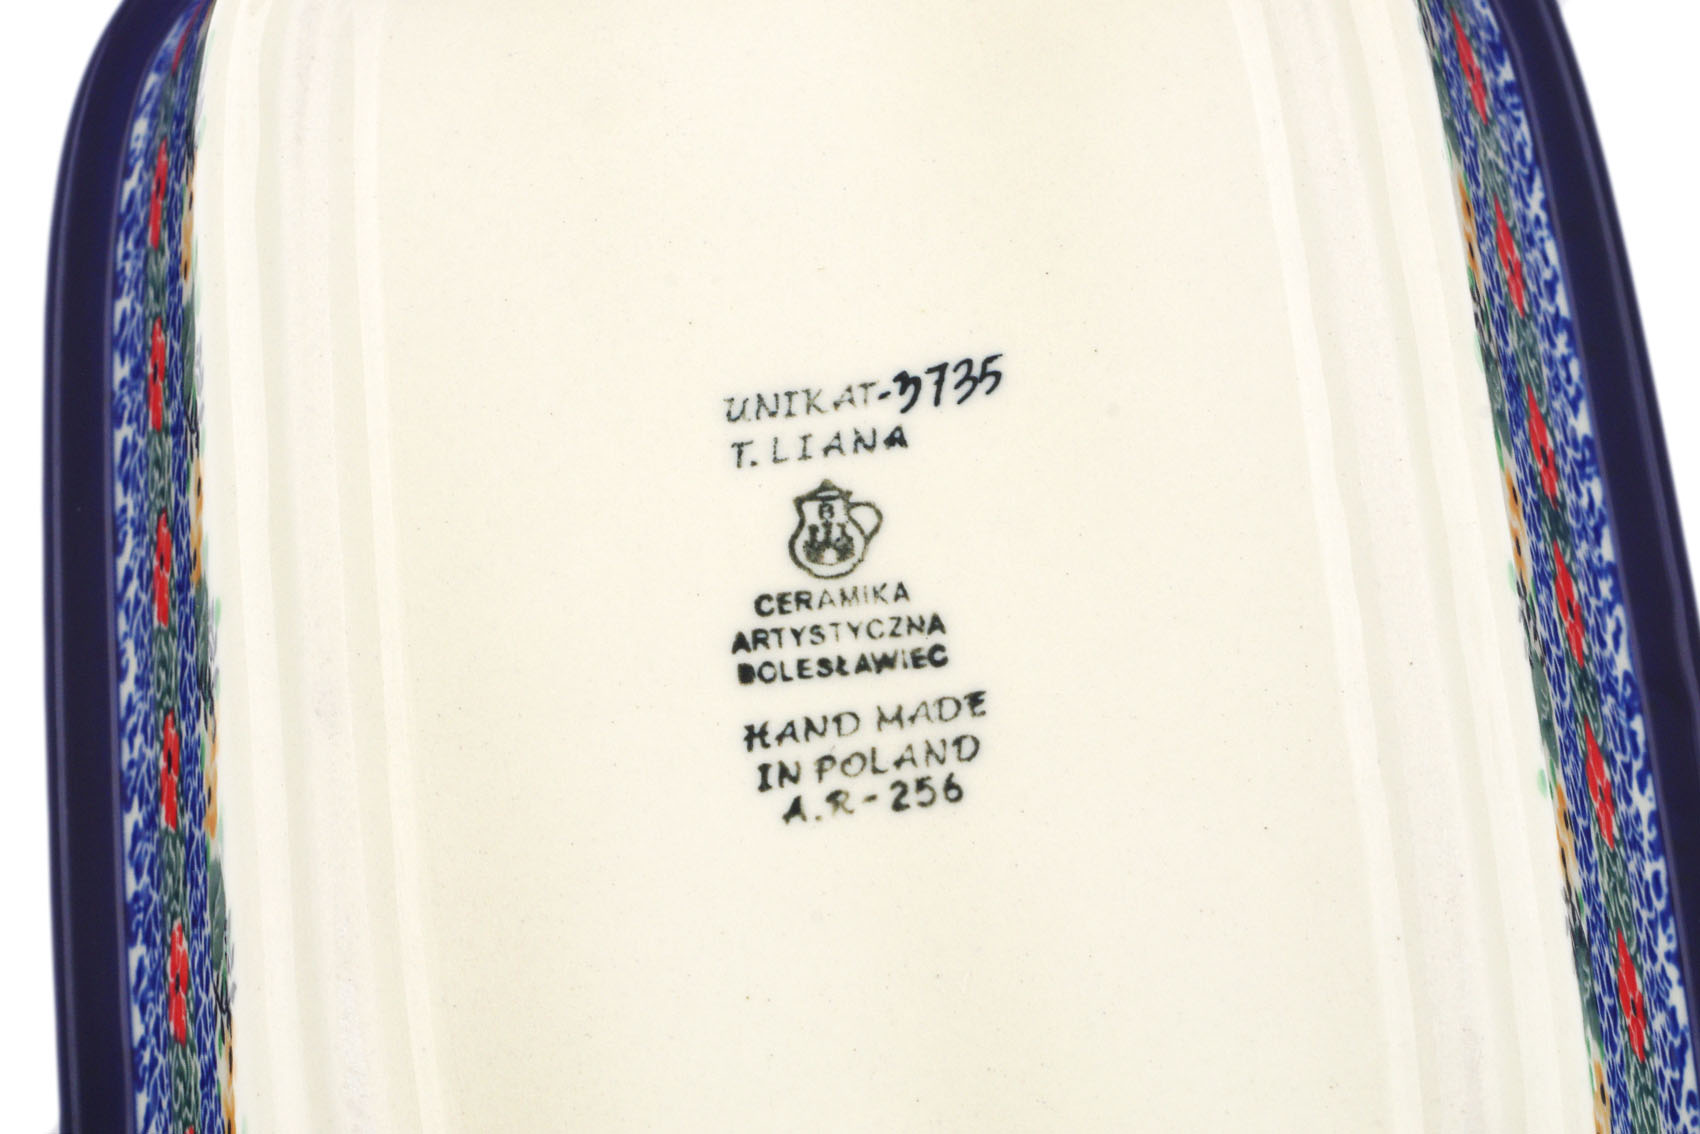 UNIKAT-3735
T. LIANA
B
CERAMIKA
ARTYSTYCZNA
BOLESŁAWIEC
HAND MADE
IN POLAND
A.R-256